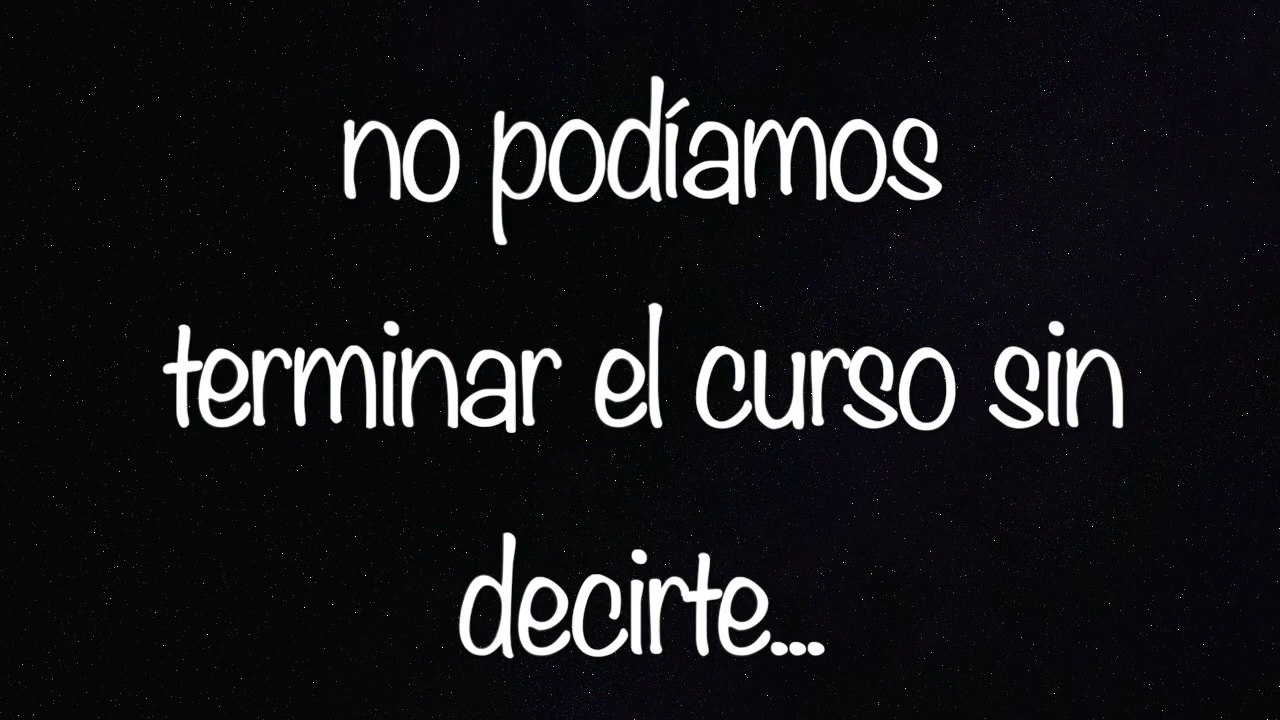 no podíamos
terminar el curso sin
decirte...